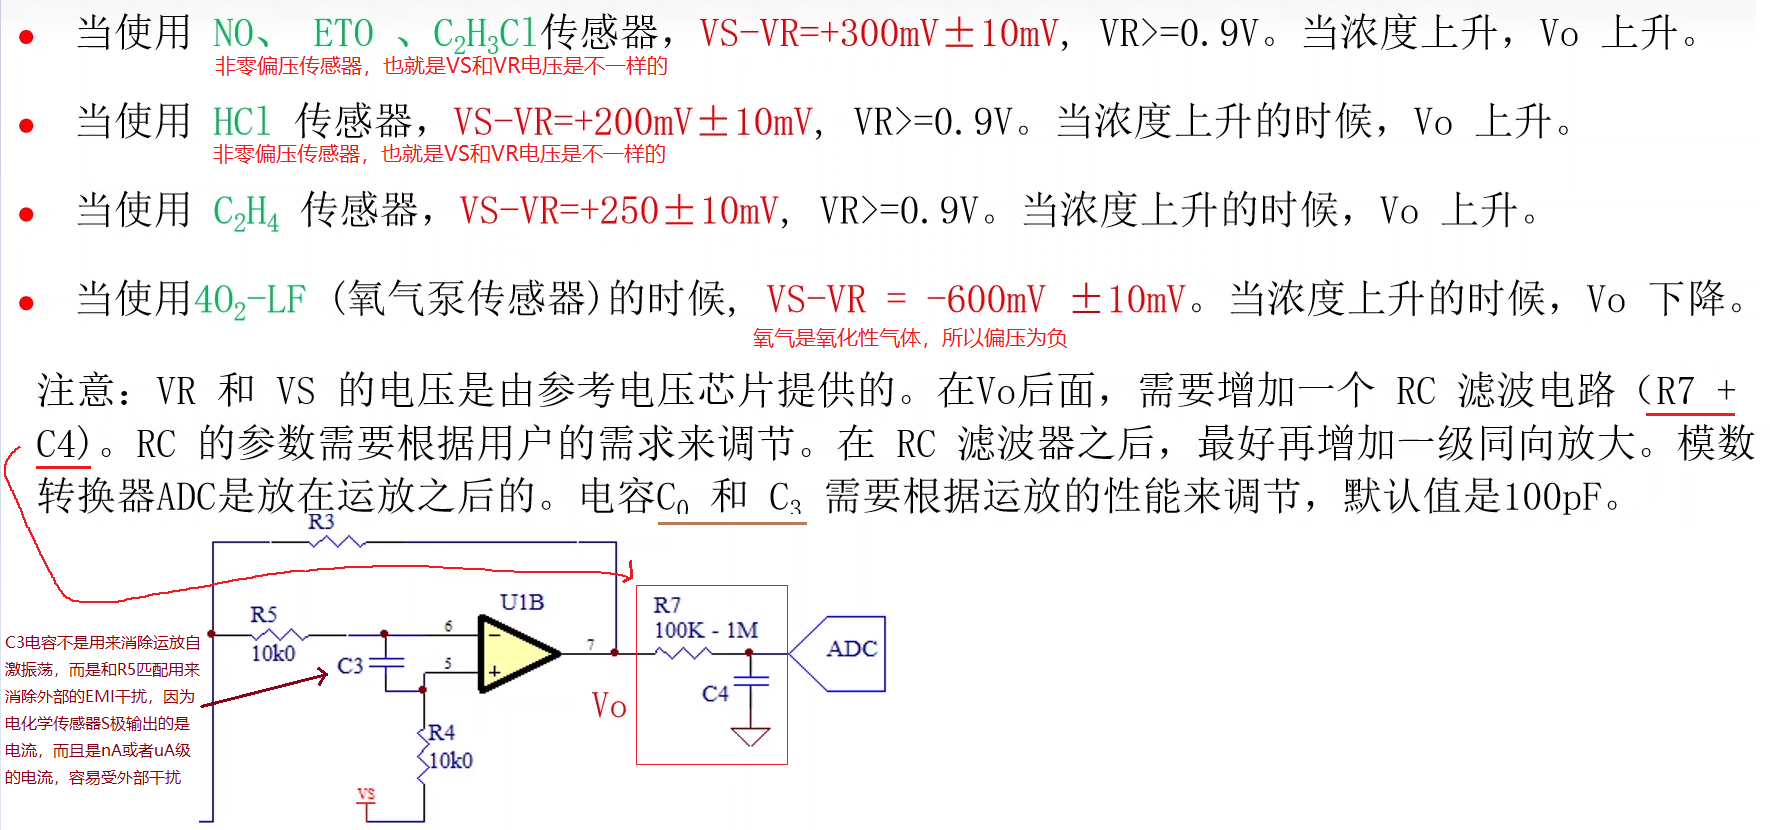 当使用 NO、 ETO 、C₂H₃Cl传感器，VS-VR=+300mV±10mV, VR>=0.9V。当浓度上升，Vo 上升。
非零偏压传感器，也就是VS和VR电压是不一样的
当使用 HCl 传感器，VS-VR=+200mV±10mV, VR>=0.9V。当浓度上升的时候，Vo 上升。
非零偏压传感器，也就是VS和VR电压是不一样的
当使用 C₂H₄ 传感器，VS-VR=+250±10mV, VR>=0.9V。当浓度上升的时候，Vo 上升。
当使用4O₂-LF (氧气泵传感器)的时候, VS-VR = -600mV ±10mV。当浓度上升的时候，Vo 下降。
氧气是氧化性气体，所以偏压为负
注意：VR 和 VS 的电压是由参考电压芯片提供的。在Vo后面，需要增加一个 RC 滤波电路（R7 +
C4)。RC 的参数需要根据用户的需求来调节。在 RC 滤波器之后，最好再增加一级同向放大。模数
转换器ADC是放在运放之后的。电容C₀ 和 C₃ 需要根据运放的性能来调节，默认值是100pF。
R3
U1B
R5
10k0
6
5
7
C3
R4
10k0
VS
Vo
R7
100K - 1M
C4
ADC
C3电容不是用来消除运放自
激振荡，而是和R5匹配用来
消除外部的EMI干扰，因为
电化学传感器S极输出的是
电流，而且是nA或者uA级
的电流，容易受外部干扰